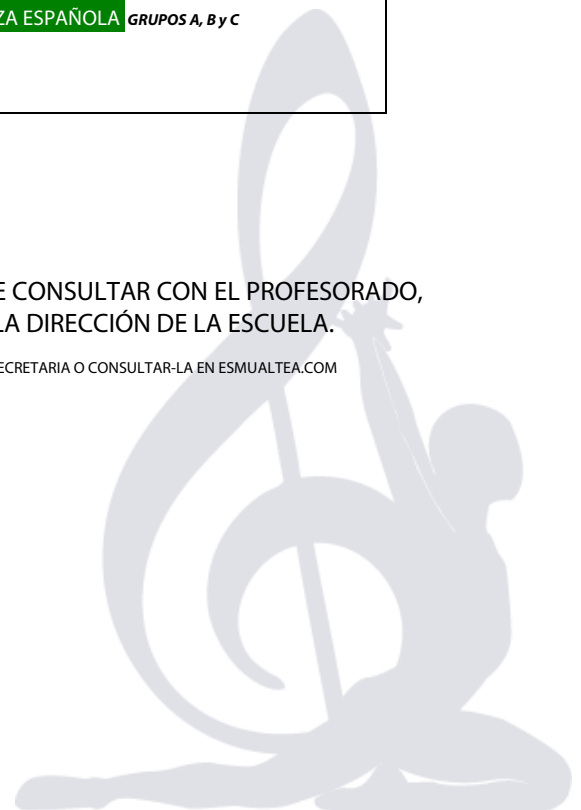 ZA ESPAÑOLA GRUPOS A, B y C
E CONSULTAR CON EL PROFESORADO,
LA DIRECCIÓN DE LA ESCUELA.
ECRETARIA O CONSULTAR-LA EN ESMUALTEA.COM